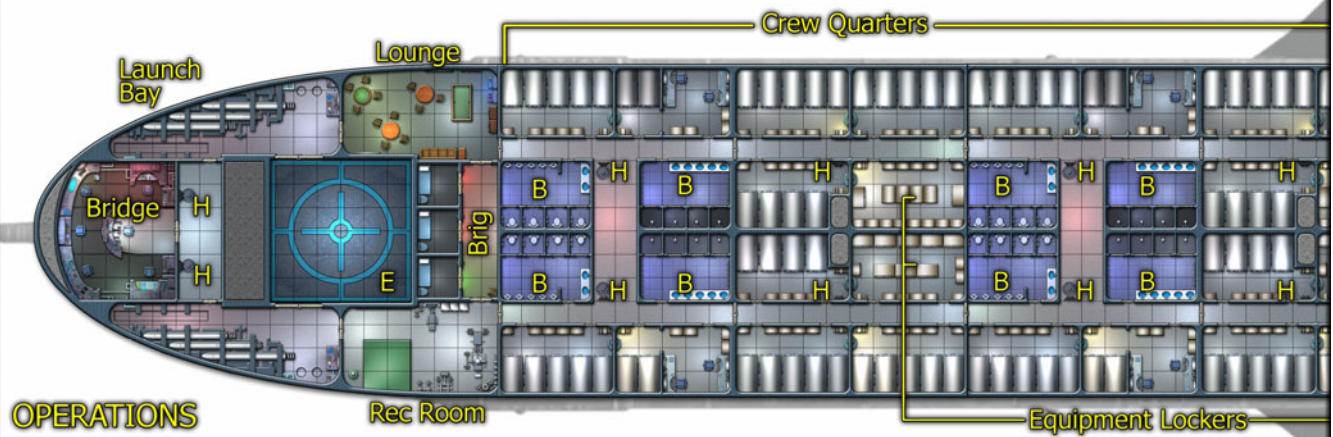 Crew Quarters
Lounge
Launch
Bay
H H H H
B B B B
Bridge H
Brig
H E
B B B B
H H H H
Rec Room
OPERATIONS
Equipment Lockers